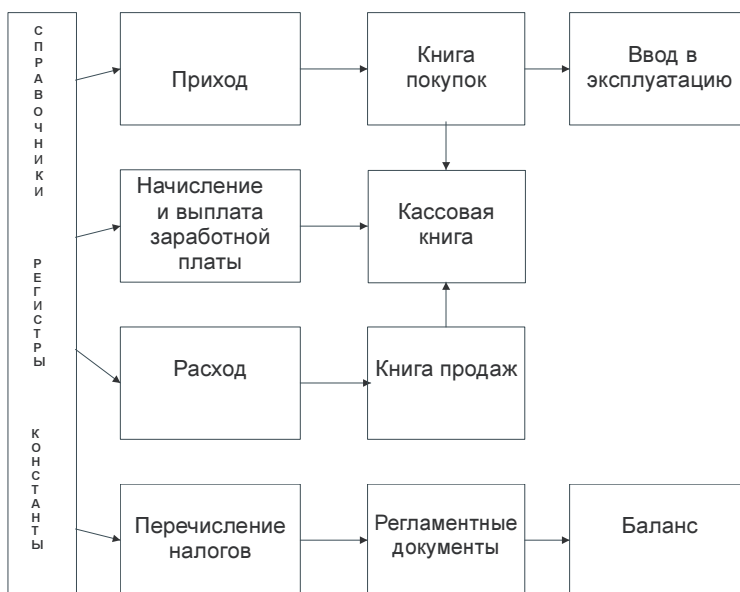 СПРАВОЧНИКИ
РЕГИСТРЫ
КОНСТАНТЫ
Приход
Книга
покупок
Ввод в
эксплуатацию
Начисление
и выплата
заработной
платы
Кассовая
книга
Расход
Книга продаж
Перечисление
налогов
Регламентные
документы
Баланс